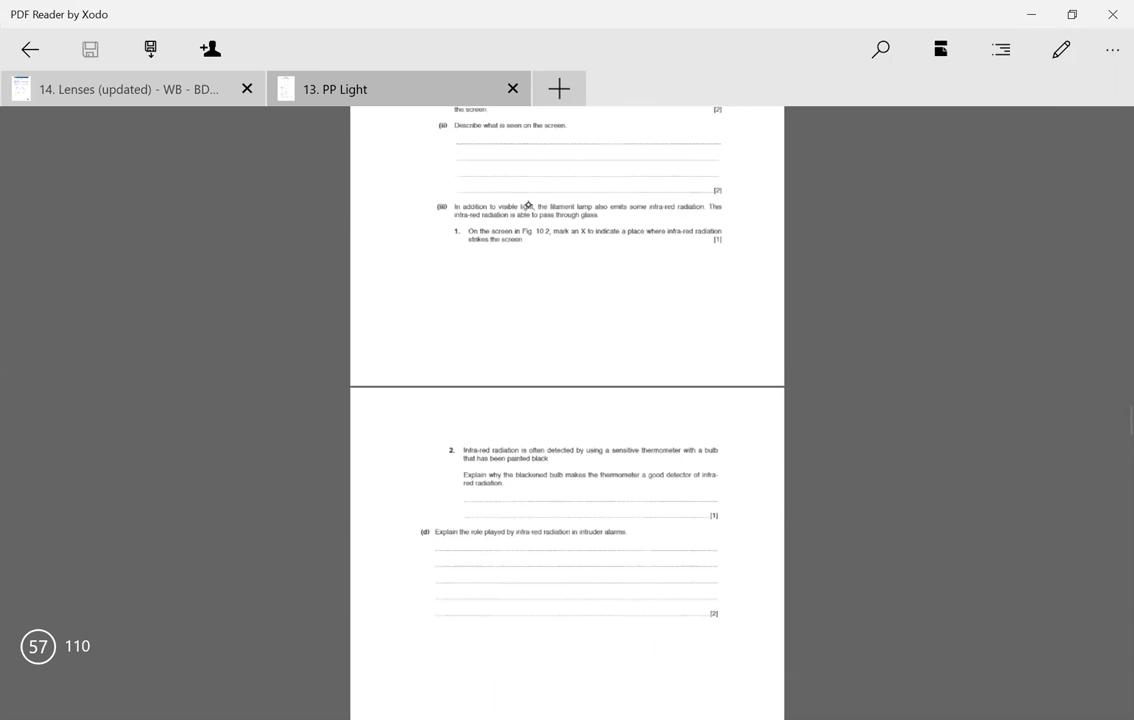 PDF Reader by Xodo
14. Lenses (updated) - WB - BD...
13. PP Light
the screen. [2]
(ii) Describe what is seen on the screen.
[2]
(iii) In addition to visible light, the filament lamp also emits some infra-red radiation. This
infra-red radiation is able to pass through glass.
1. On the screen in Fig. 10.2, mark an X to indicate a place where infra-red radiation
strikes the screen. [1]
2. Infra-red radiation is often detected by using a sensitive thermometer with a bulb
that has been painted black.
Explain why the blackened bulb makes the thermometer a good detector of infra-
red radiation.
[1]
(d) Explain the role played by infra-red radiation in intruder alarms.
[2]
57 110